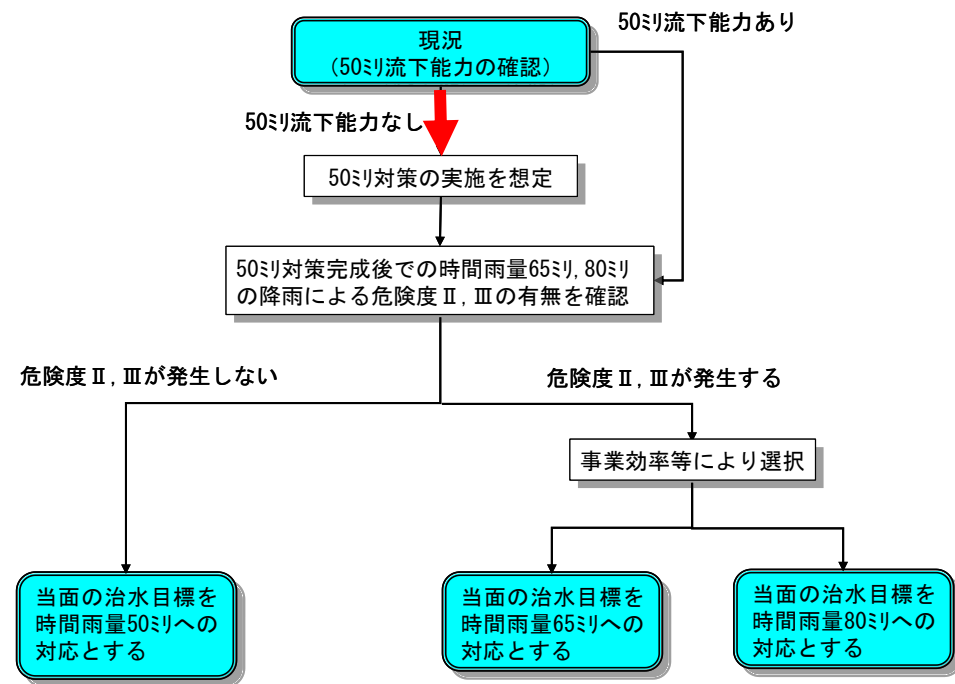 50ﾐﾘ流下能力あり
現況
（50ﾐﾘ流下能力の確認）
50ﾐﾘ流下能力なし
50ﾐﾘ対策の実施を想定
50ﾐﾘ対策完成後での時間雨量65ﾐﾘ,80ﾐﾘ
の降雨による危険度Ⅱ,Ⅲの有無を確認
危険度Ⅱ,Ⅲが発生しない
危険度Ⅱ,Ⅲが発生する
事業効率等により選択
当面の治水目標を
時間雨量50ﾐﾘへの
対応とする
当面の治水目標を
時間雨量65ﾐﾘへの
対応とする
当面の治水目標を
時間雨量80ﾐﾘへの
対応とする